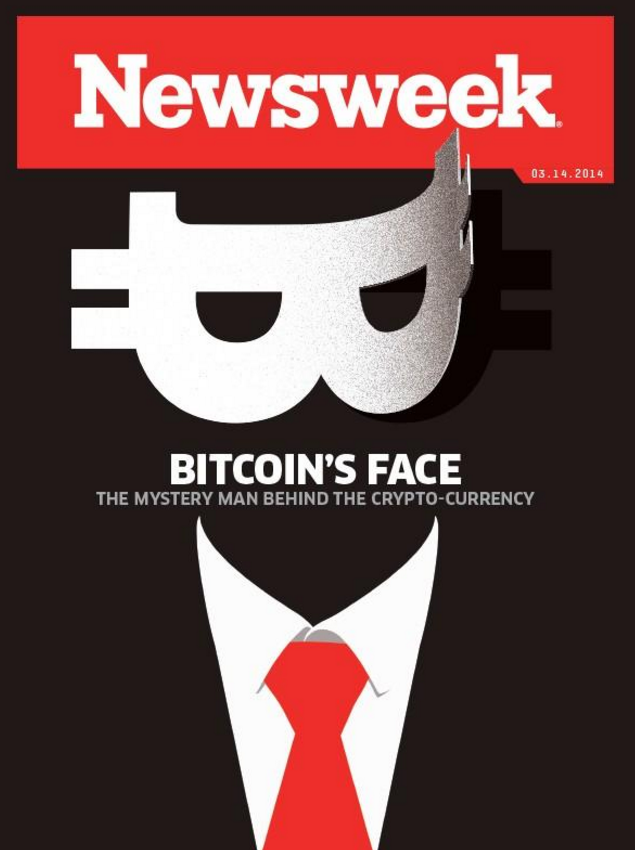 Newsweek®
03.14.2014
BITCOIN'S FACE
THE MYSTERY MAN BEHIND THE CRYPTO-CURRENCY